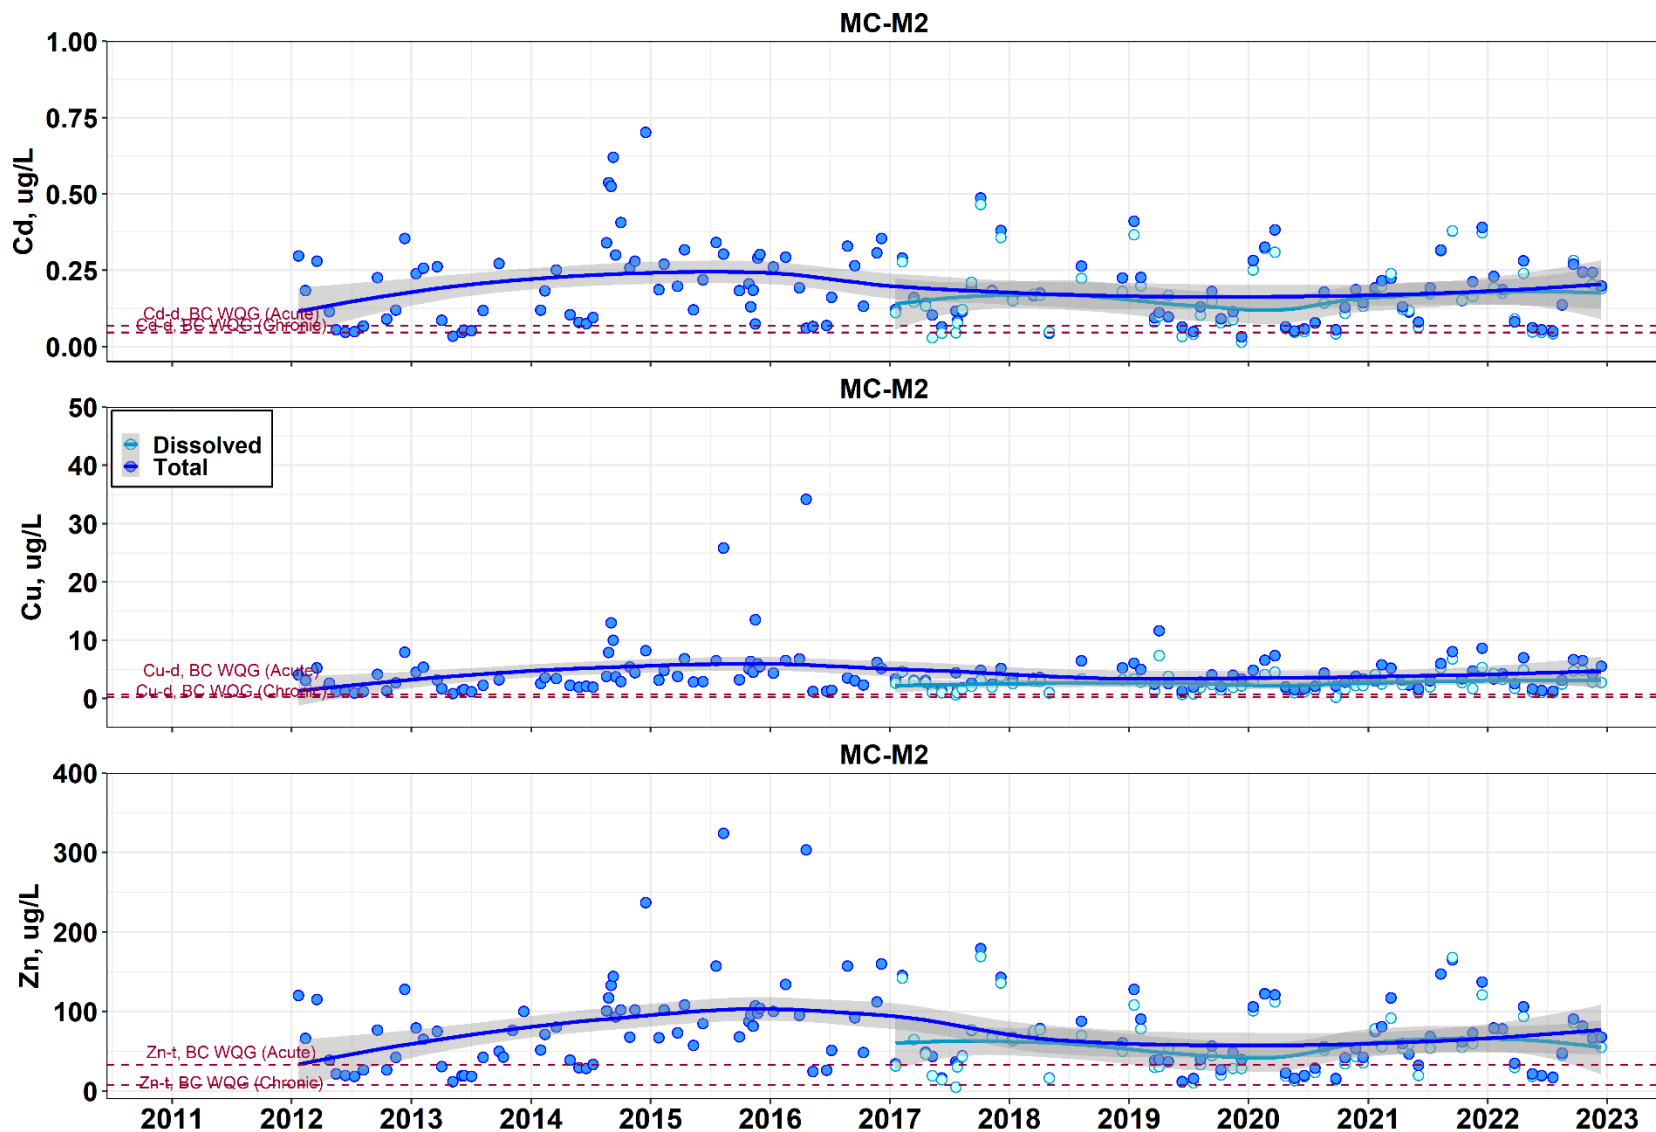 MC-M2
1.00
0.75
0.50
0.25
0.00
Cd, ug/L
Cd-d, BC WQG (Acute)
Cd-d, BC WQG (Chronic)
MC-M2
50
40
30
20
10
0
Cu, ug/L
Dissolved
Total
Cu-d, BC WQG (Acute)
Cu-d, BC WQG (Chronic)
MC-M2
400
300
200
100
0
Zn, ug/L
Zn-t, BC WQG (Acute)
Zn-t, BC WQG (Chronic)
2011 2012 2013 2014 2015 2016 2017 2018 2019 2020 2021 2022 2023